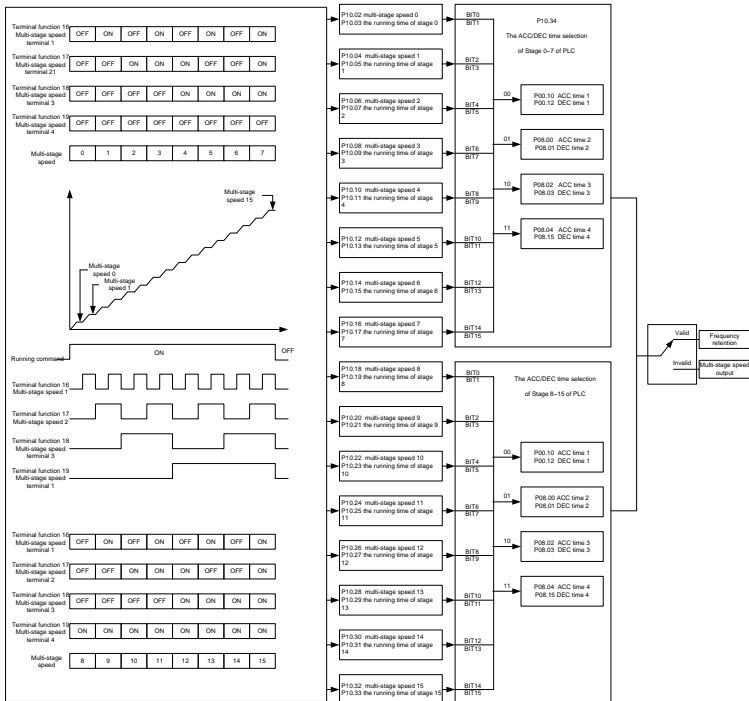 Terminal function 16
Multi-stage speed
terminal 1
OFF ON OFF ON OFF ON OFF ON
Terminal function 17
Multi-stage speed
terminal 21
OFF OFF ON ON OFF OFF ON ON
Terminal function 18
Multi-stage speed
terminal 3
OFF OFF OFF OFF ON ON ON ON
Terminal function 19
Multi-stage speed
terminal 4
OFF OFF OFF OFF OFF OFF OFF OFF
Multi-stage
speed
0 1 2 3 4 5 6 7
Multi-stage
speed 15
Multi-stage
speed 0
Multi-stage
speed 1
Running command
ON
OFF
Terminal function 16
Multi-stage speed 1
Terminal function 17
Multi-stage speed 2
Terminal function 18
Multi-stage speed
terminal 3
Terminal function 19
Multi-stage speed
terminal 1
Terminal function 16
Multi-stage speed
terminal 1
OFF ON OFF ON OFF ON OFF ON
Terminal function 17
Multi-stage speed
terminal 2
OFF OFF ON ON OFF OFF ON ON
Terminal function 18
Multi-stage speed
terminal 3
OFF OFF OFF OFF ON ON ON ON
Terminal function 19
Multi-stage speed
terminal 4
ON ON ON ON ON ON ON ON
Multi-stage
speed
8 9 10 11 12 13 14 15
P10.02 multi-stage speed 0
P10.03 the running time of stage 0
P10.04 multi-stage speed 1
P10.05 the running time of stage
1
P10.06 multi-stage speed 2
P10.07 the running time of stage
2
P10.08 multi-stage speed 3
P10.09 the running time of stage
3
P10.10 multi-stage speed 4
P10.11 the running time of stage
4
P10.12 multi-stage speed 5
P10.13 the running time of stage 5
P10.14 multi-stage speed 6
P10.15 the running time of stage 6
P10.16 multi-stage speed 7
P10.17 the running time of stage
7
P10.18 multi-stage speed 8
P10.19 the running time of stage
8
P10.20 multi-stage speed 9
P10.21 the running time of stage 9
P10.22 multi-stage speed 10
P10.23 the running time of stage
10
P10.24 multi-stage speed 11
P10.25 the running time of stage
11
P10.26 multi-stage speed 12
P10.27 the running time of stage
12
P10.28 multi-stage speed 13
P10.29 the running time of stage
13
P10.30 multi-stage speed 14
P10.31 the running time of stage
14
P10.32 multi-stage speed 15
P10.33 the running time of stage 15
BIT0
BIT1
BIT2
BIT3
BIT4
BIT5
BIT6
BIT7
BIT8
BIT9
BIT10
BIT11
BIT12
BIT13
BIT14
BIT15
P10.34
The ACC/DEC time selection
of Stage 0–7 of PLC
00
P00.10 ACC time 1
P00.12 DEC time 1
01
P08.00 ACC time 2
P08.01 DEC time 2
10
P08.02 ACC time 3
P08.03 DEC time 3
11
P08.04 ACC time 4
P08.15 DEC time 4
BIT0
BIT1
BIT2
BIT3
BIT4
BIT5
BIT6
BIT7
BIT8
BIT9
BIT10
BIT11
BIT12
BIT13
BIT14
BIT15
The ACC/DEC time selection
of Stage 8–15 of PLC
00
P00.10 ACC time 1
P00.12 DEC time 1
01
P08.00 ACC time 2
P08.01 DEC time 2
10
P08.02 ACC time 3
P08.03 DEC time 3
11
P08.04 ACC time 4
P08.15 DEC time 4
Valid
Invalid
Frequency
retention
Multi-stage speed
output